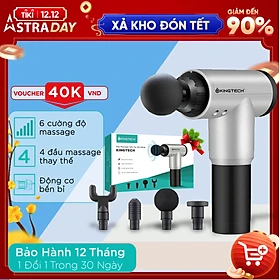 TIKI 12.12
ASTRADAY
XẢ KHO ĐÓN TẾT
GIẢM ĐẾN
90%
VOUCHER 40K VND
6 cường độ
massage
4 đầu massage
4
thay thế
Động cơ
bền bỉ
KINGTECH
KINGTECH
Bảo Hành 12 Tháng
1 Đổi 1 Trong 30 Ngày